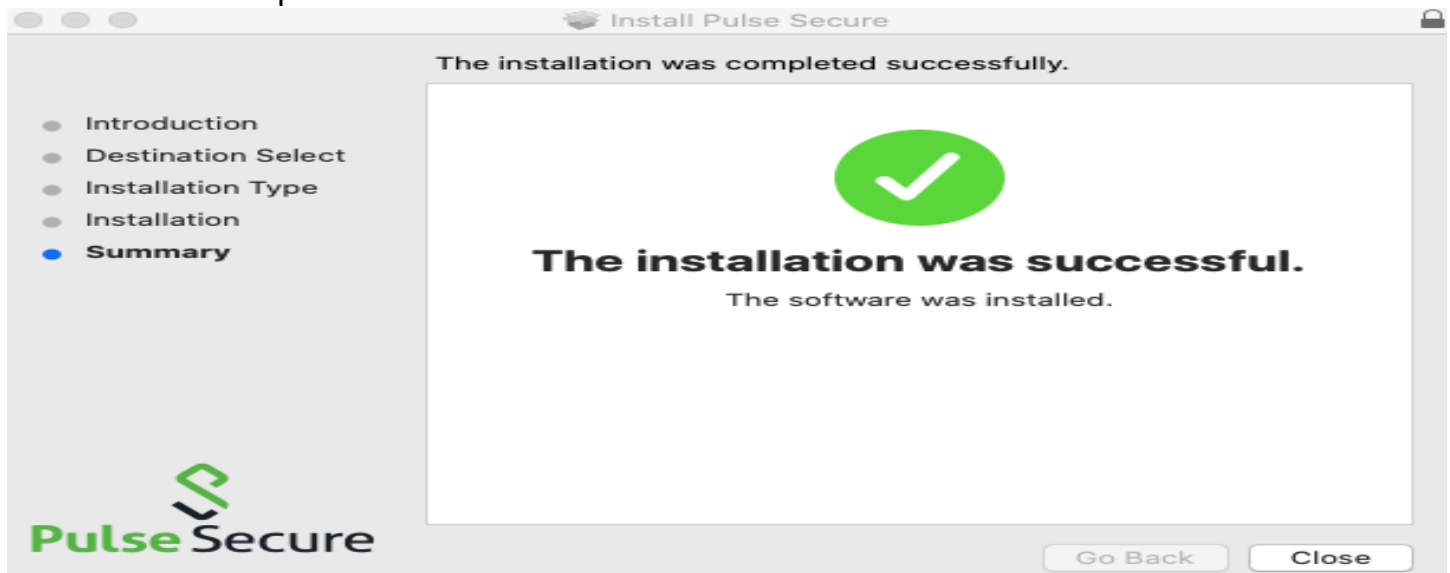 Install Pulse Secure
The installation was completed successfully.
Introduction
Destination Select
Installation Type
Installation
Summary
The installation was successful.
The software was installed.
Pulse Secure
Go Back
Close